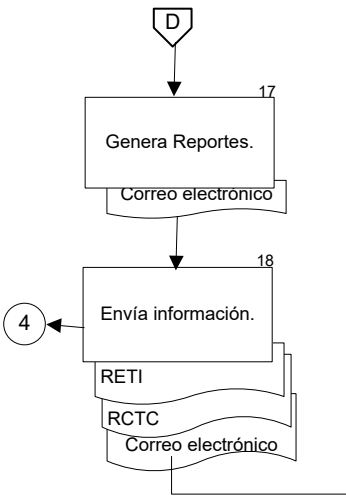 D
17
Genera Reportes.
Correo electrónico
18
Envía información.
4
RETI
RCTC
Correo electrónico